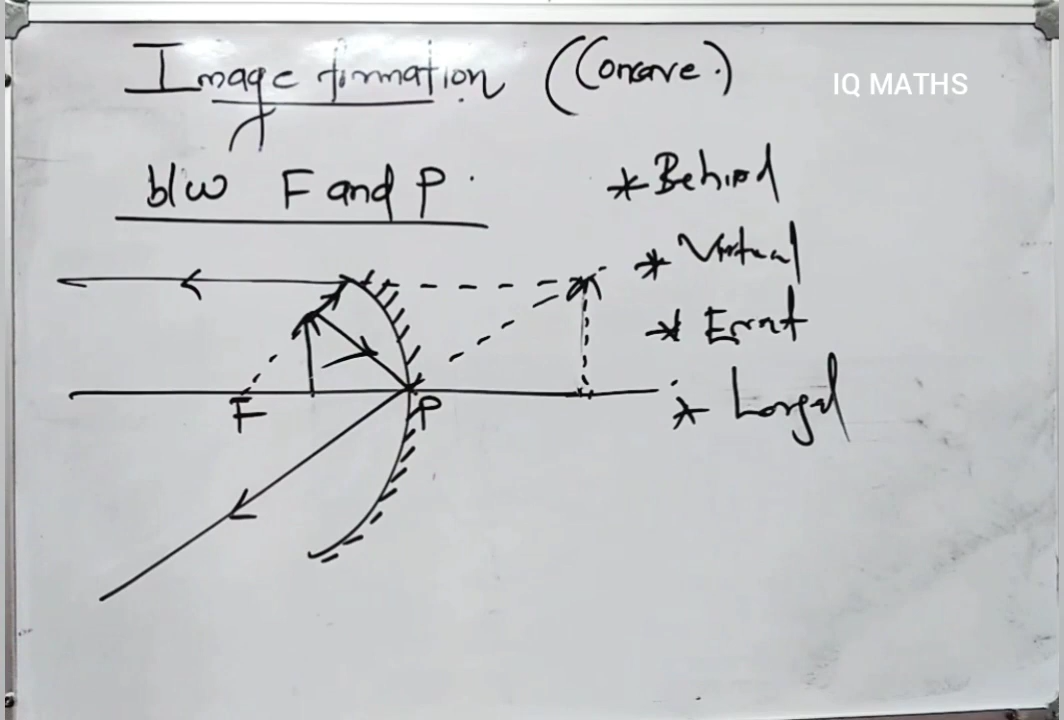 Image formation (Concave.)
IQ MATHS
b/w F and P.
* Behind
* Virtual
* Errect
* Larged
F
P